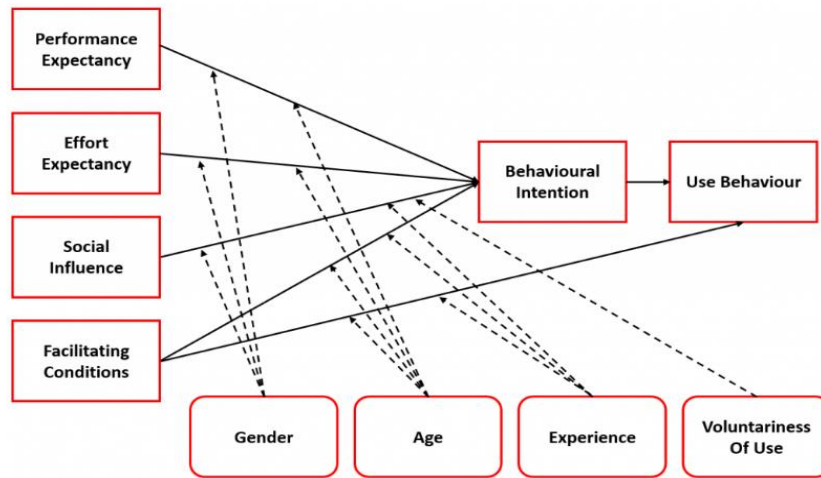 Performance
Expectancy
Effort
Expectancy
Behavioural
Intention
Use Behaviour
Social
Influence
Facilitating
Conditions
Gender
Age
Experience
Voluntariness
Of Use